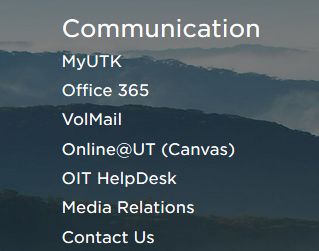 Communication
MyUTK
Office 365
VolMail
Online@UT (Canvas)
OIT HelpDesk
Media Relations
Contact Us